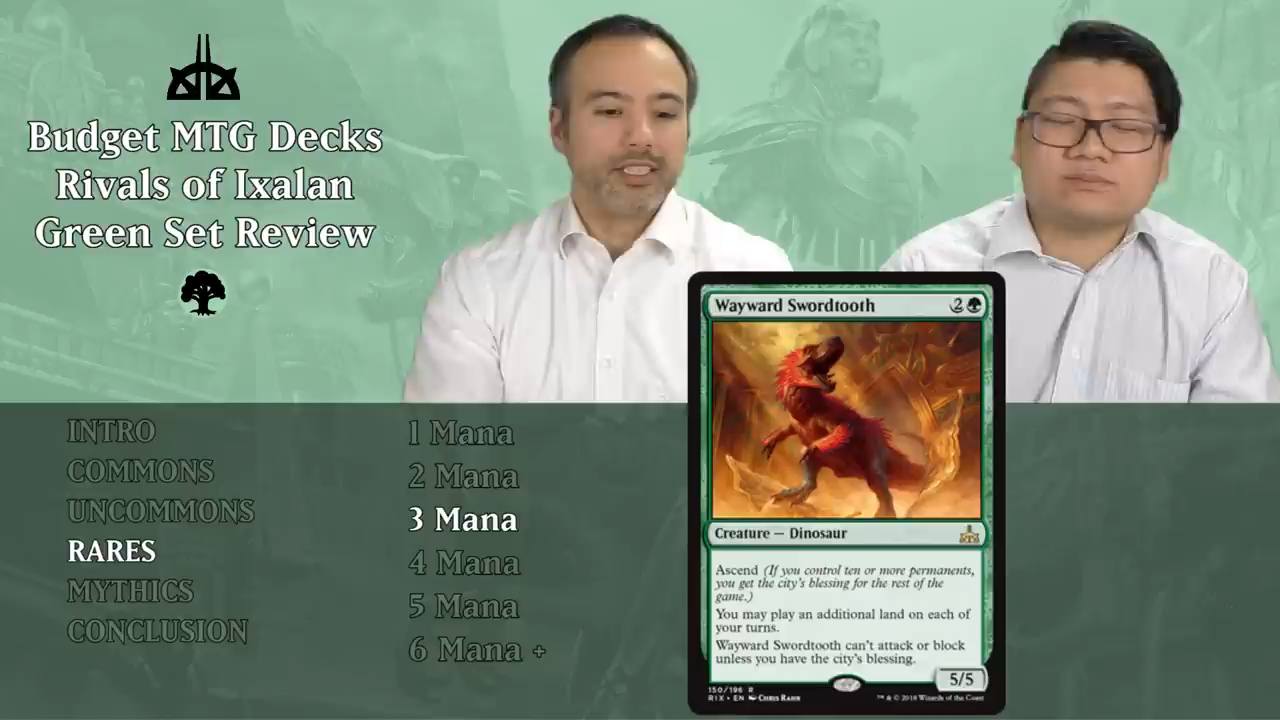 Budget MTG Decks
Rivals of Ixalan
Green Set Review
INTRO
COMMONS
UNCOMMONS
RARES
MYTHICS
CONCLUSION
1 Mana
2 Mana
3 Mana
4 Mana
5 Mana
6 Mana +
Wayward Swordtooth 2
Creature — Dinosaur
Ascend (If you control ten or more permanents,
you get the city's blessing for the rest of the
game.)
You may play an additional land on each of
your turns.
Wayward Swordtooth can't attack or block
unless you have the city's blessing.
5/5
150/196 R
RIX • EN Chris Rahn
™ & © 2018 Wizards of the Coast